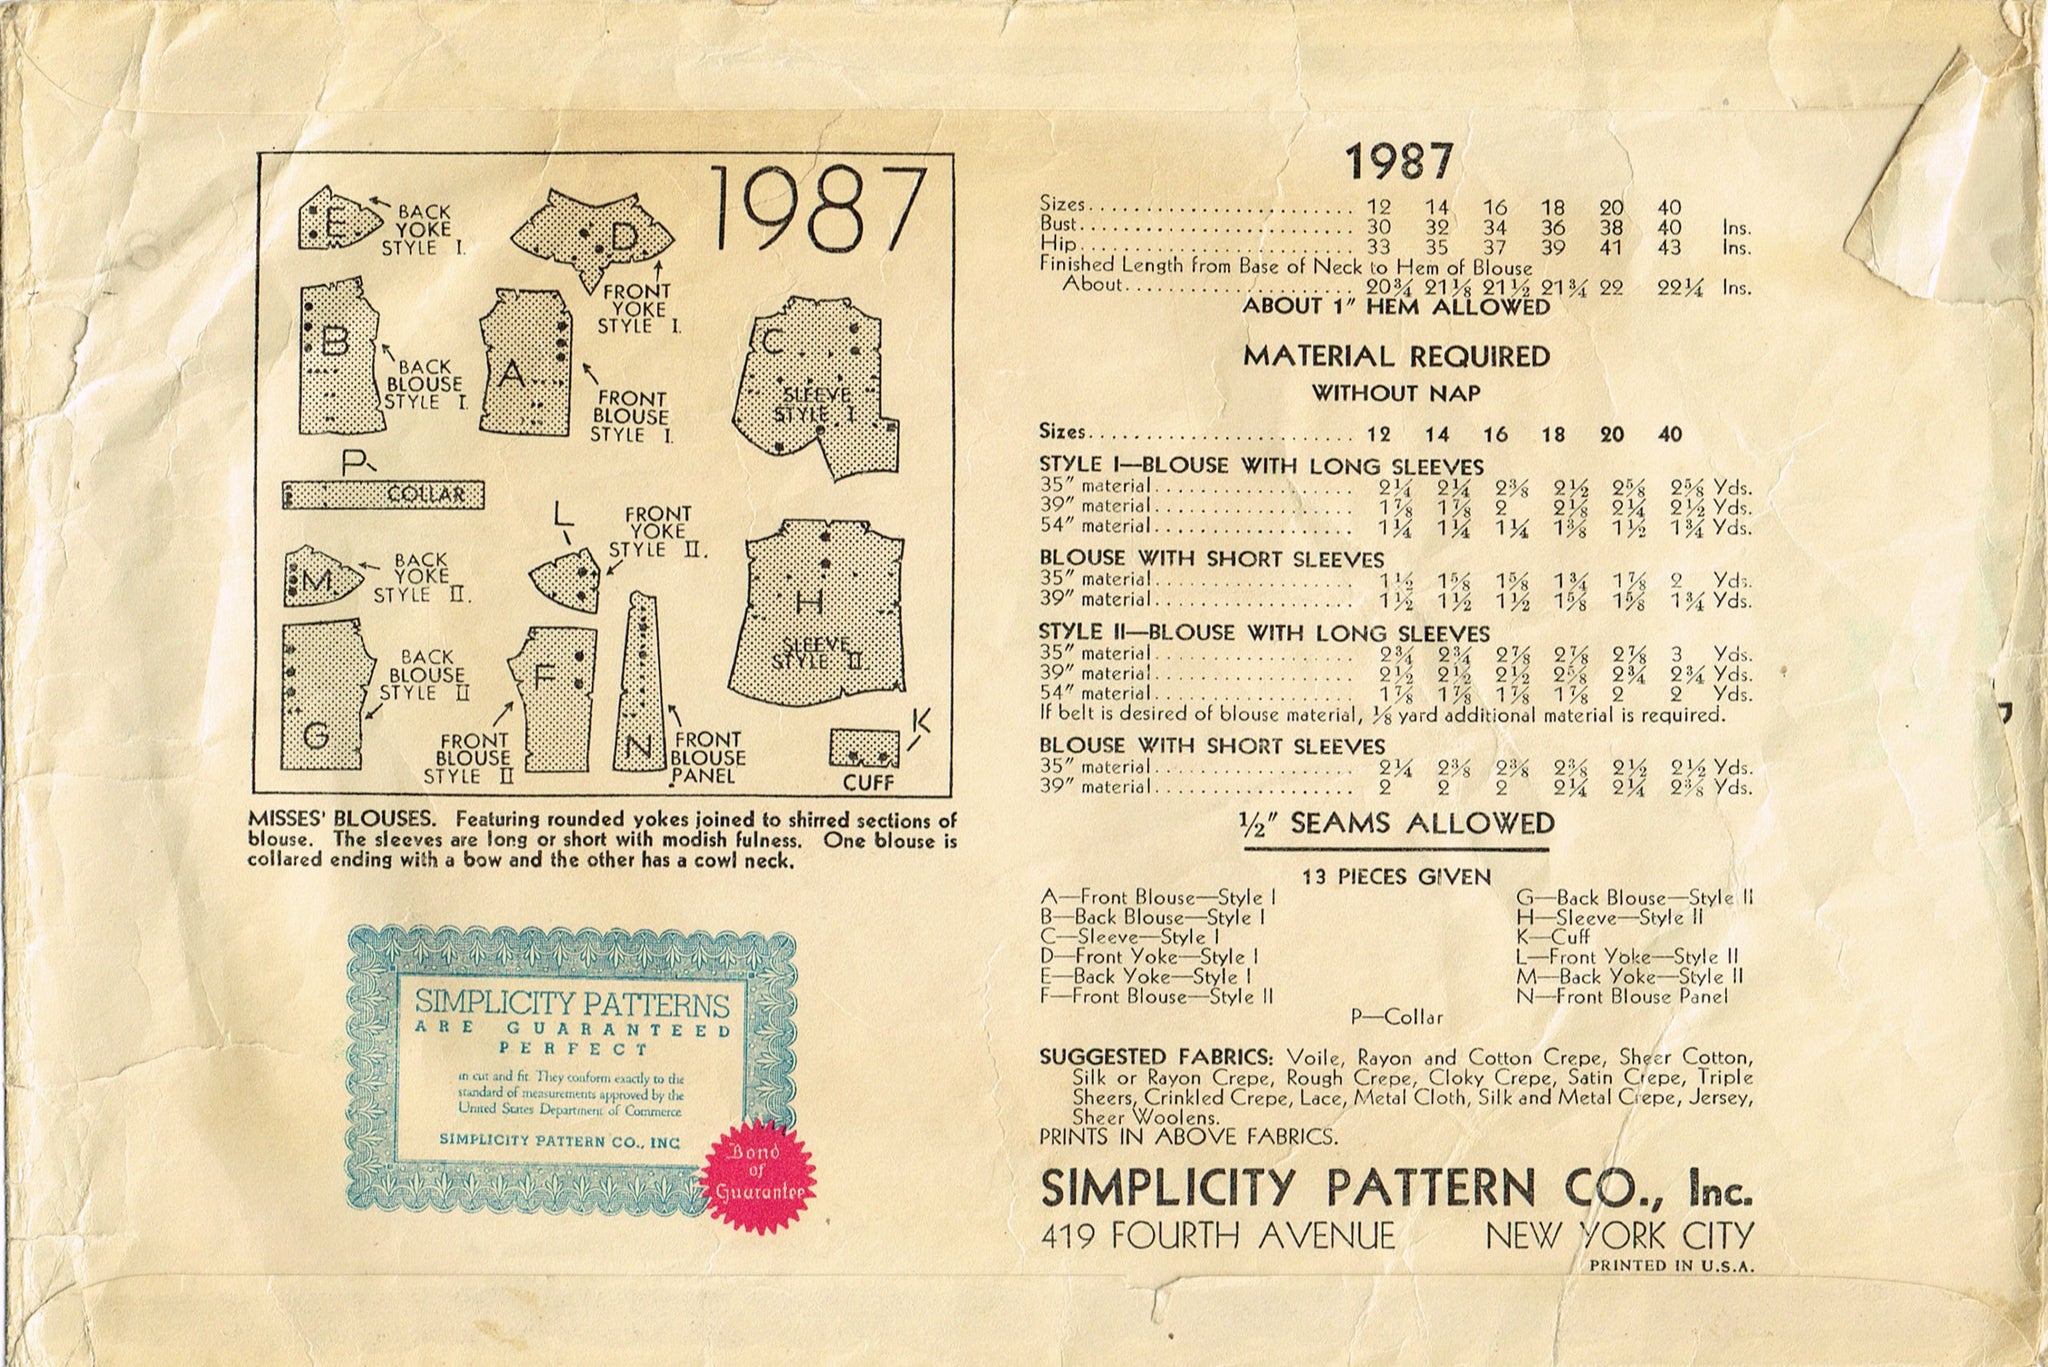 1987
E
BACK
YOKE
STYLE I.
D
FRONT
YOKE
STYLE I.
B
BACK
BLOUSE
STYLE I.
A
FRONT
BLOUSE
STYLE I.
C
SLEEVE
STYLE I
P
COLLAR
L
FRONT
YOKE
STYLE II.
M
BACK
YOKE
STYLE II.
H
SLEEVE
STYLE II
G
BACK
BLOUSE
STYLE II
F
FRONT
BLOUSE
STYLE II
N
FRONT
BLOUSE
PANEL
K
CUFF
MISSES' BLOUSES. Featuring rounded yokes joined to shirred sections of
blouse. The sleeves are long or short with modish fulness. One blouse is
collared ending with a bow and the other has a cowl neck.
SIMPLICITY PATTERNS
ARE GUARANTEED
PERFECT
in cut and fit. They conform exactly to the
standard of measurements approved by the
United States Department of Commerce
SIMPLICITY PATTERN CO., INC
Bond
of
Guarantee
1987
Sizes 12 14 16 18 20 40
Bust 30 32 34 36 38 40 Ins.
Hip 33 35 37 39 41 43 Ins.
Finished Length from Base of Neck to Hem of Blouse
About 20¾ 21⅛ 21½ 21¾ 22 22¼ Ins.
ABOUT 1" HEM ALLOWED
MATERIAL REQUIRED
WITHOUT NAP
Sizes 12 14 16 18 20 40
STYLE I—BLOUSE WITH LONG SLEEVES
35" material 2¼ 2¼ 2⅜ 2½ 2⅝ 2⅝ Yds.
39" material 1⅞ 1⅞ 2 2⅛ 2¼ 2½ Yds.
54" material 1¼ 1¼ 1¼ 1⅜ 1½ 1¾ Yds.
BLOUSE WITH SHORT SLEEVES
35" material 1½ 1⅝ 1⅝ 1¾ 1⅞ 2 Yds.
39" material 1½ 1½ 1½ 1⅝ 1⅝ 1¾ Yds.
STYLE II—BLOUSE WITH LONG SLEEVES
35" material 2¾ 2¾ 2⅞ 2⅞ 2⅞ 3 Yds.
39" material 2½ 2½ 2½ 2⅝ 2¾ 2¾ Yds.
54" material 1⅞ 1⅞ 1⅞ 1⅞ 2 2 Yds.
If belt is desired of blouse material, ⅛ yard additional material is required.
BLOUSE WITH SHORT SLEEVES
35" material 2¼ 2⅜ 2⅜ 2⅜ 2½ 2½ Yds.
39" material 2 2 2 2¼ 2¼ 2⅜ Yds.
½" SEAMS ALLOWED
13 PIECES GIVEN
A—Front Blouse—Style I
B—Back Blouse—Style I
C—Sleeve—Style I
D—Front Yoke—Style I
E—Back Yoke—Style I
F—Front Blouse—Style II
G—Back Blouse—Style II
H—Sleeve—Style II
K—Cuff
L—Front Yoke—Style II
M—Back Yoke—Style II
N—Front Blouse Panel
P—Collar
SUGGESTED FABRICS: Voile, Rayon and Cotton Crepe, Sheer Cotton,
Silk or Rayon Crepe, Rough Crepe, Cloky Crepe, Satin Crepe, Triple
Sheers, Crinkled Crepe, Lace, Metal Cloth, Silk and Metal Crepe, Jersey,
Sheer Woolens.
PRINTS IN ABOVE FABRICS.
SIMPLICITY PATTERN CO., Inc.
419 FOURTH AVENUE NEW YORK CITY
PRINTED IN U.S.A.